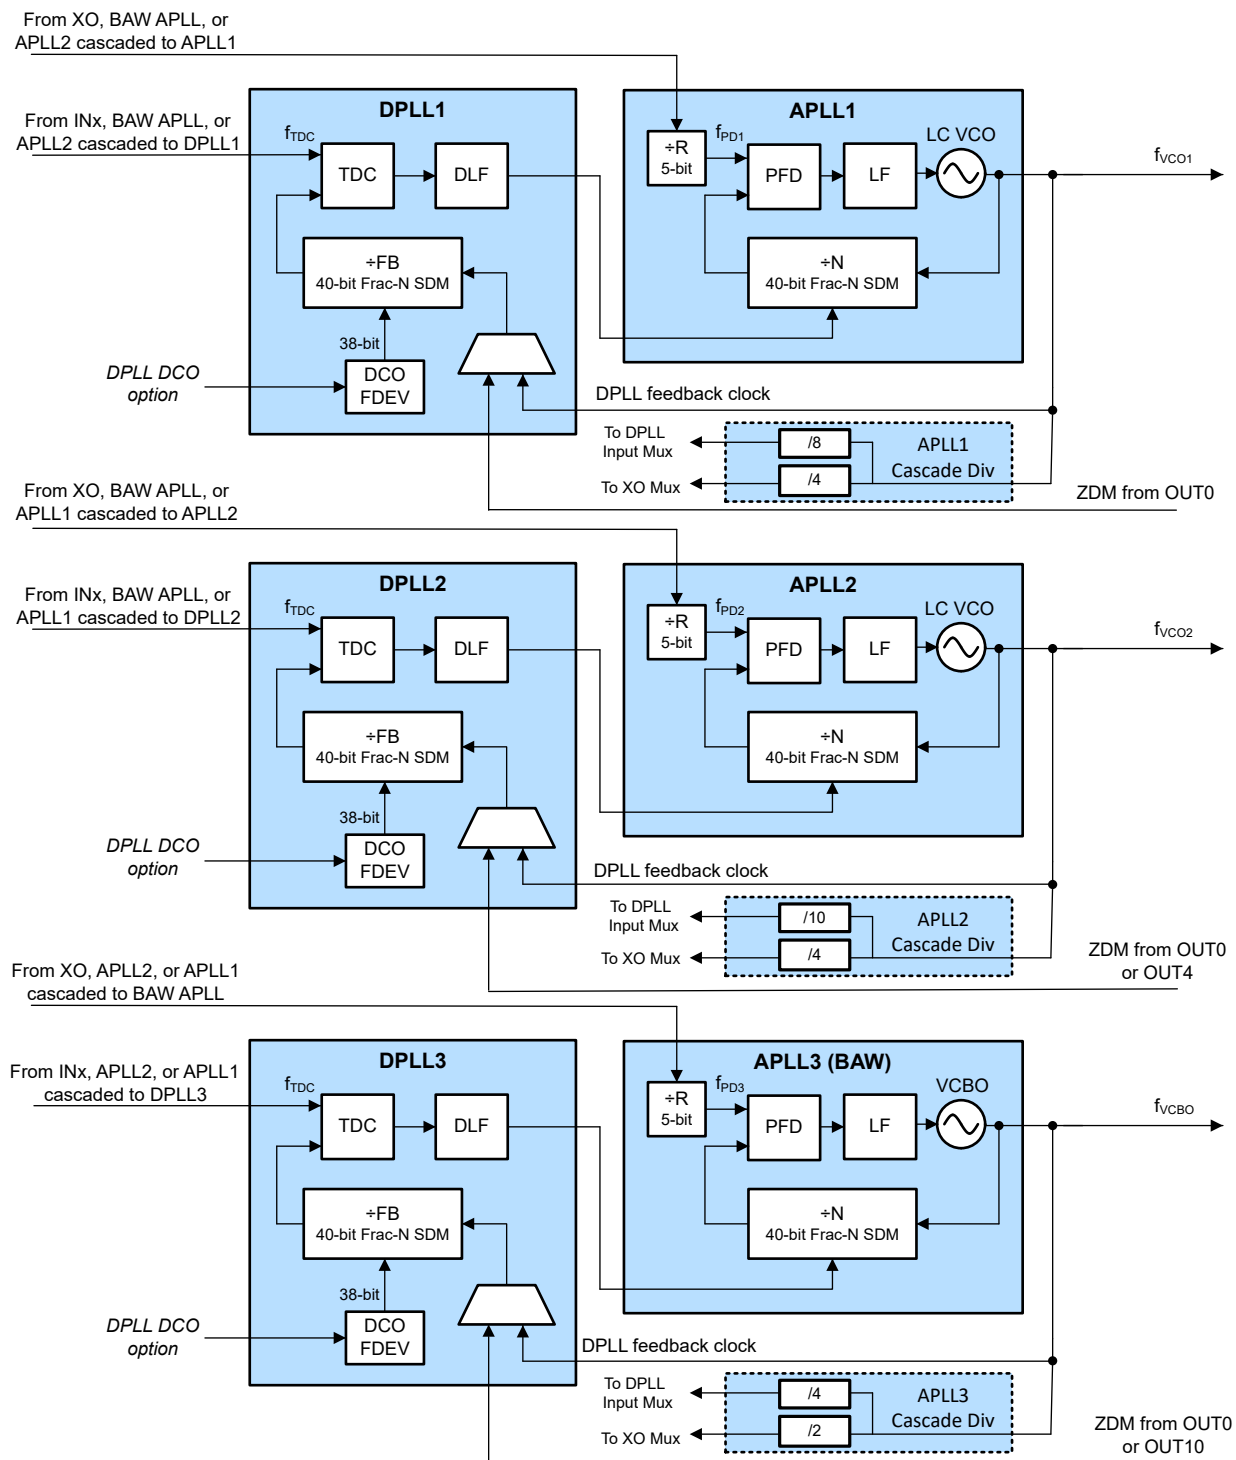 From XO, BAW APLL, or
APLL2 cascaded to APLL1
DPLL1
APLL1
From INx, BAW APLL, or
APLL2 cascaded to DPLL1
fTDC
TDC
DLF
÷R
5-bit
fPD1
PFD
LF
LC VCO
fVCO1
÷FB
40-bit Frac-N SDM
÷N
40-bit Frac-N SDM
38-bit
DPLL DCO
option
DCO
FDEV
DPLL feedback clock
To DPLL
Input Mux
/8
APLL1
Cascade Div
To XO Mux
/4
ZDM from OUT0
From XO, BAW APLL, or
APLL1 cascaded to APLL2
DPLL2
APLL2
From INx, BAW APLL, or
APLL1 cascaded to DPLL2
fTDC
TDC
DLF
÷R
5-bit
fPD2
PFD
LF
LC VCO
fVCO2
÷FB
40-bit Frac-N SDM
÷N
40-bit Frac-N SDM
38-bit
DPLL DCO
option
DCO
FDEV
DPLL feedback clock
To DPLL
Input Mux
/10
APLL2
Cascade Div
To XO Mux
/4
ZDM from OUT0
or OUT4
From XO, APLL2, or APLL1
cascaded to BAW APLL
DPLL3
APLL3 (BAW)
From INx, APLL2, or APLL1
cascaded to DPLL3
fTDC
TDC
DLF
÷R
5-bit
fPD3
PFD
LF
VCBO
fVCBO
÷FB
40-bit Frac-N SDM
÷N
40-bit Frac-N SDM
38-bit
DPLL DCO
option
DCO
FDEV
DPLL feedback clock
To DPLL
Input Mux
/4
APLL3
Cascade Div
To XO Mux
/2
ZDM from OUT0
or OUT10